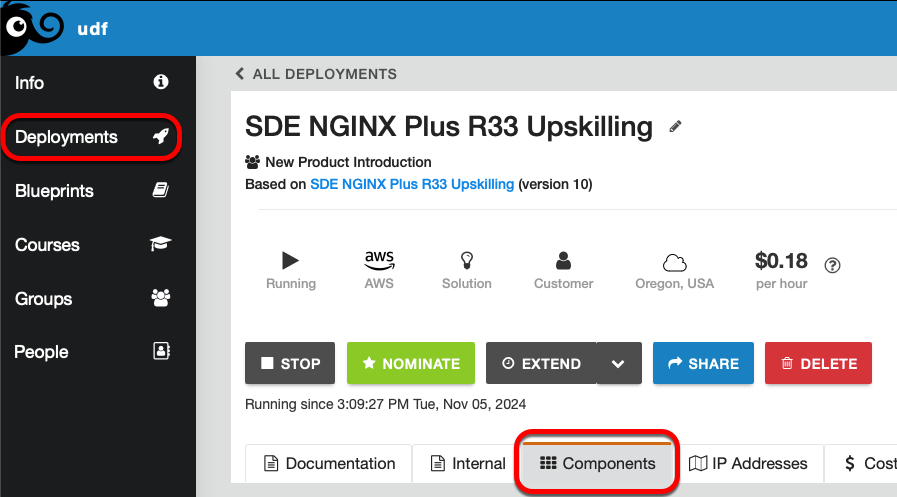 udf
Info
Deployments
Blueprints
Courses
Groups
People
ALL DEPLOYMENTS
SDE NGINX Plus R33 Upskilling
New Product Introduction
Based on SDE NGINX Plus R33 Upskilling (version 10)
aws $0.18
Running AWS Solution Customer Oregon, USA per hour
STOP NOMINATE EXTEND SHARE DELETE
Running since 3:09:27 PM Tue, Nov 05, 2024
Documentation Internal Components IP Addresses $ Cost